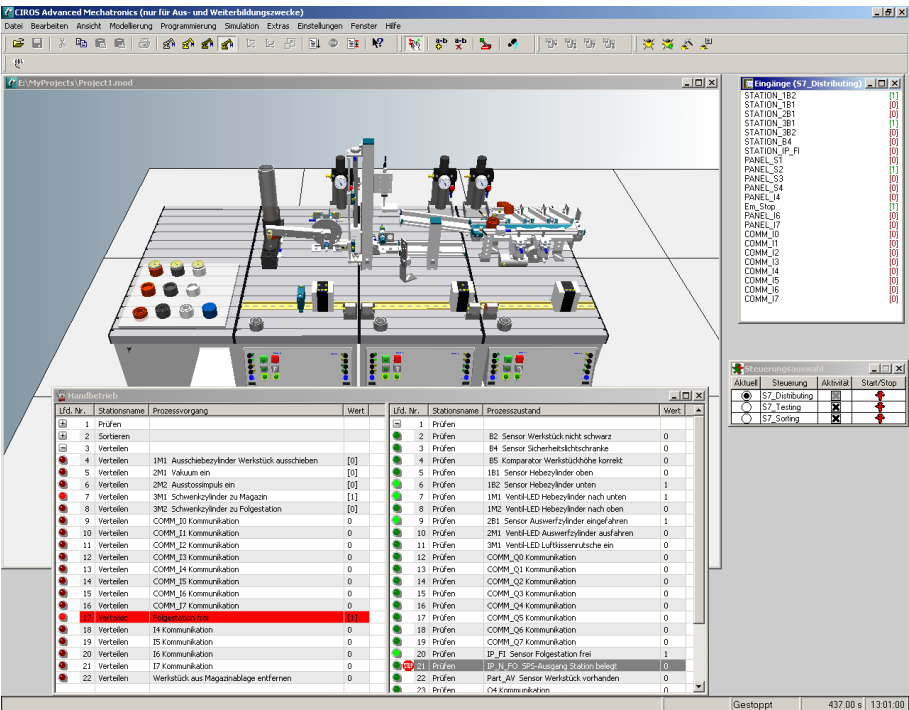 CIROS Advanced Mechatronics (nur für Aus- und Weiterbildungszwecke)
Datei Bearbeiten Ansicht Modellierung Programmierung Simulation Extras Einstellungen Fenster Hilfe
E:\MyProjects\Project1.mod
Eingänge (S7_Distributing)
STATION_1B2 [1]
STATION_1B1 [0]
STATION_2B1 [0]
STATION_3B1 [1]
STATION_3B2 [0]
STATION_B4 [0]
STATION_IP_FI [0]
PANEL_S1 [0]
PANEL_S2 [1]
PANEL_S3 [0]
PANEL_S4 [0]
PANEL_I4 [0]
Em_Stop [1]
PANEL_I6 [0]
PANEL_I7 [0]
COMM_I0 [0]
COMM_I1 [0]
COMM_I2 [0]
COMM_I3 [0]
COMM_I4 [0]
COMM_I5 [0]
COMM_I6 [0]
COMM_I7 [0]
Steuerungsauswahl
Aktuell Steuerung Aktivität Start/Stop
S7_Distributing
S7_Testing
S7_Sorting
Handbetrieb
Lfd. Nr. Stationsname Prozessvorgang Wert
1 Prüfen
2 Sortieren
3 Verteilen
4 Verteilen 1M1 Ausschiebezylinder Werkstück ausschieben [0]
5 Verteilen 2M1 Vakuum ein [0]
6 Verteilen 2M2 Ausstossimpuls ein [0]
7 Verteilen 3M1 Schwenkzylinder zu Magazin [1]
8 Verteilen 3M2 Schwenkzylinder zu Folgestation [0]
9 Verteilen COMM_I0 Kommunikation 0
10 Verteilen COMM_I1 Kommunikation 0
11 Verteilen COMM_I2 Kommunikation 0
12 Verteilen COMM_I3 Kommunikation 0
13 Verteilen COMM_I4 Kommunikation 0
14 Verteilen COMM_I5 Kommunikation 0
15 Verteilen COMM_I6 Kommunikation 0
16 Verteilen COMM_I7 Kommunikation 0
17 Verteilen Folgestation frei [1]
18 Verteilen I4 Kommunikation 0
19 Verteilen I5 Kommunikation 0
20 Verteilen I6 Kommunikation 0
21 Verteilen I7 Kommunikation 0
22 Verteilen Werkstück aus Magazinablage entfernen 0
Lfd. Nr. Stationsname Prozesszustand Wert
1 Prüfen
2 Prüfen B2 Sensor Werkstück nicht schwarz 0
3 Prüfen B4 Sensor Sicherheitslichtschranke 0
4 Prüfen B5 Komparator Werkstückhöhe korrekt 0
5 Prüfen 1B1 Sensor Hebezylinder oben 0
6 Prüfen 1B2 Sensor Hebezylinder unten 1
7 Prüfen 1M1 Ventil-LED Hebezylinder nach unten 1
8 Prüfen 1M2 Ventil-LED Hebezylinder nach oben 0
9 Prüfen 2B1 Sensor Auswerfzylinder eingefahren 1
10 Prüfen 2M1 Ventil-LED Auswerfzylinder ausfahren 0
11 Prüfen 3M1 Ventil-LED Luftkissenrutsche ein 0
12 Prüfen COMM_Q0 Kommunikation 0
13 Prüfen COMM_Q1 Kommunikation 0
14 Prüfen COMM_Q2 Kommunikation 0
15 Prüfen COMM_Q3 Kommunikation 0
16 Prüfen COMM_Q4 Kommunikation 0
17 Prüfen COMM_Q5 Kommunikation 0
18 Prüfen COMM_Q6 Kommunikation 0
19 Prüfen COMM_Q7 Kommunikation 0
20 Prüfen IP_FI Sensor Folgestation frei 1
21 Prüfen IP_N_FO SPS-Ausgang Station belegt 0
22 Prüfen Part_AV Sensor Werkstück vorhanden 0
23 Prüfen Q4 Kommunikation 0
Gestoppt 437.00 s 13:01:00